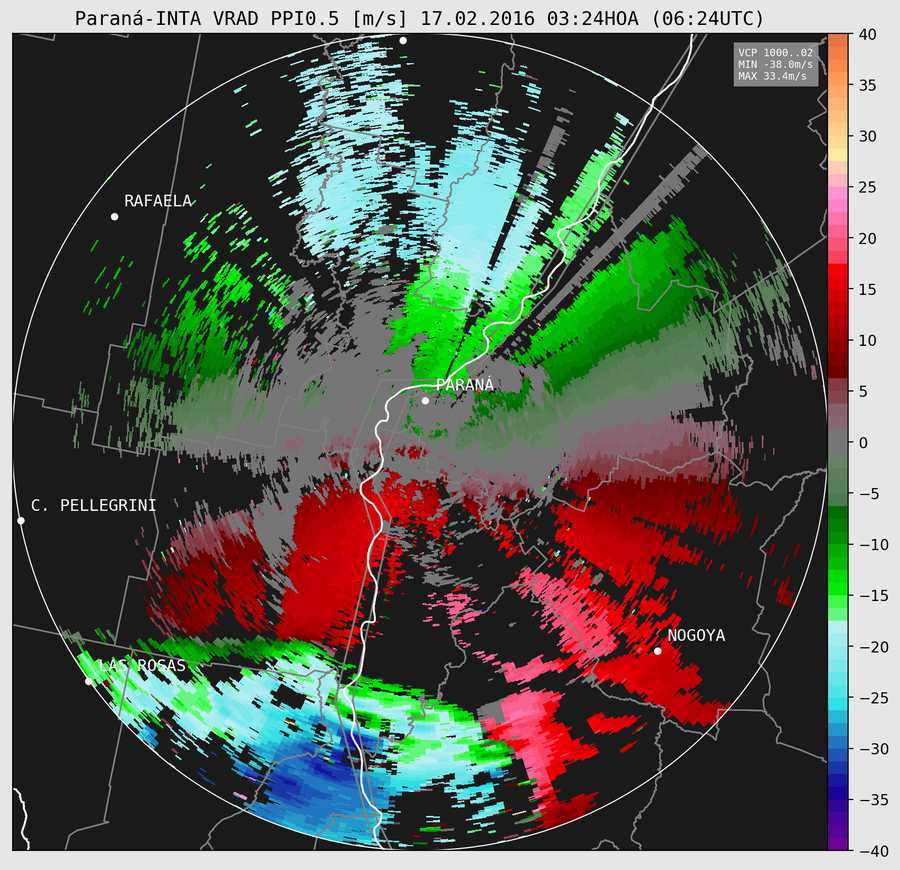 Paraná-INTA VRAD PPI0.5 [m/s] 17.02.2016 03:24HOA (06:24UTC)
VCP 1000..02
MIN -38.0m/s
MAX 33.4m/s
RAFAELA
PARANÁ
C. PELLEGRINI
NOGOYA
LAS ROSAS
40
35
30
25
20
15
10
5
0
−5
−10
−15
−20
−25
−30
−35
−40